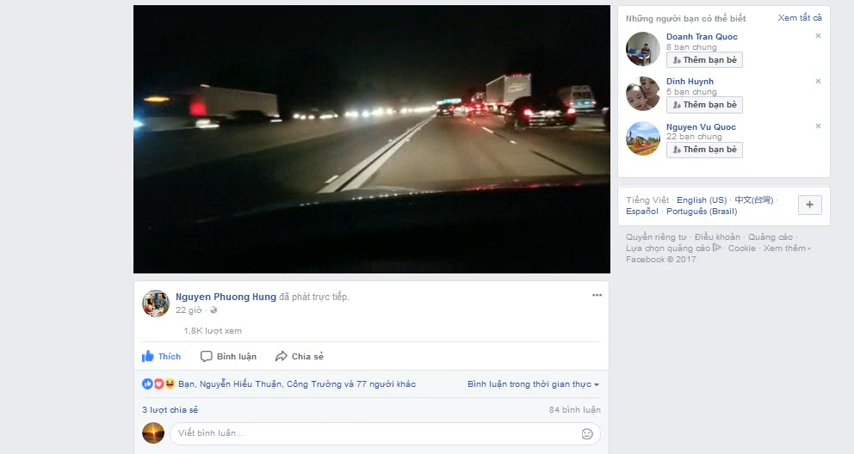 Những người bạn có thể biết
Xem tất cả
Doanh Tran Quoc
8 bạn chung
Thêm bạn bè
Dinh Huynh
5 bạn chung
Thêm bạn bè
Nguyen Vu Quoc
22 bạn chung
Thêm bạn bè
Tiếng Việt · English (US) · 中文(台灣) ·
Español · Português (Brasil)
Quyền riêng tư · Điều khoản · Quảng cáo ·
Lựa chọn quảng cáo · Cookie · Xem thêm
Facebook © 2017
Nguyen Phuong Hung đã phát trực tiếp.
22 giờ ·
1,8K lượt xem
Thích
Bình luận
Chia sẻ
Bạn, Nguyễn Hiếu Thuận, Công Trường và 77 người khác
Bình luận trong thời gian thực
3 lượt chia sẻ
84 bình luận
Viết bình luận...